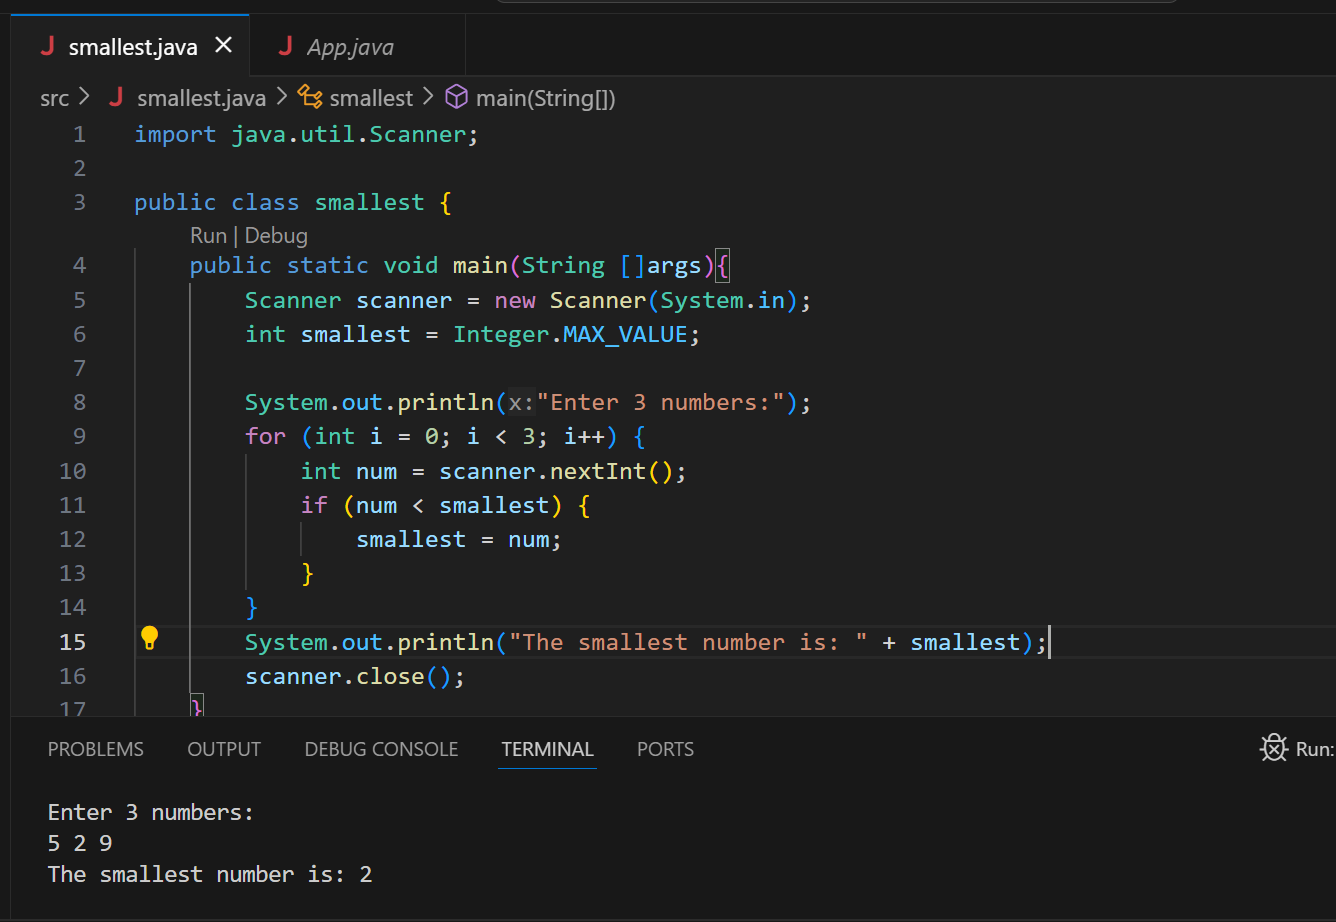 smallest.java App.java
src > smallest.java > smallest > main(String[])
1 import java.util.Scanner;
2
3 public class smallest {
Run | Debug
4 public static void main(String []args){
5 Scanner scanner = new Scanner(System.in);
6 int smallest = Integer.MAX_VALUE;
7
8 System.out.println(x:"Enter 3 numbers:");
9 for (int i = 0; i < 3; i++) {
10 int num = scanner.nextInt();
11 if (num < smallest) {
12 smallest = num;
13 }
14 }
15 System.out.println("The smallest number is: " + smallest);
16 scanner.close();
17 }
PROBLEMS OUTPUT DEBUG CONSOLE TERMINAL PORTS Run:
Enter 3 numbers:
5 2 9
The smallest number is: 2